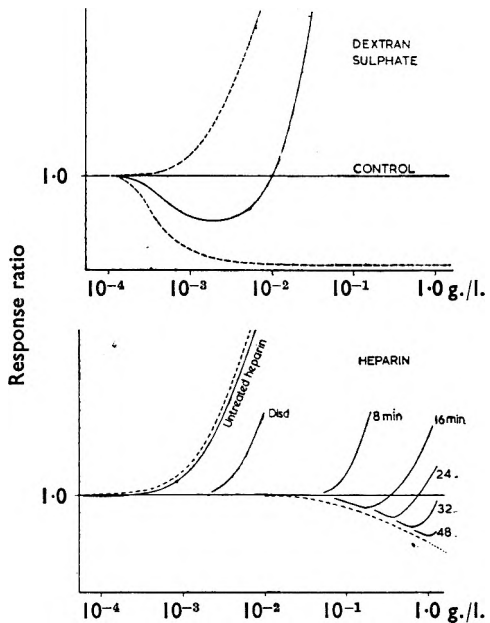 DEXTRAN
SULPHATE
CONTROL
1·0
10⁻⁴ 10⁻³ 10⁻² 10⁻¹ 1·0 g./l.
Response ratio
HEPARIN
Untreated heparin
Disd
8 min
16min
24
32
48
1·0
10⁻⁴ 10⁻³ 10⁻² 10⁻¹ 1·0 g./l.